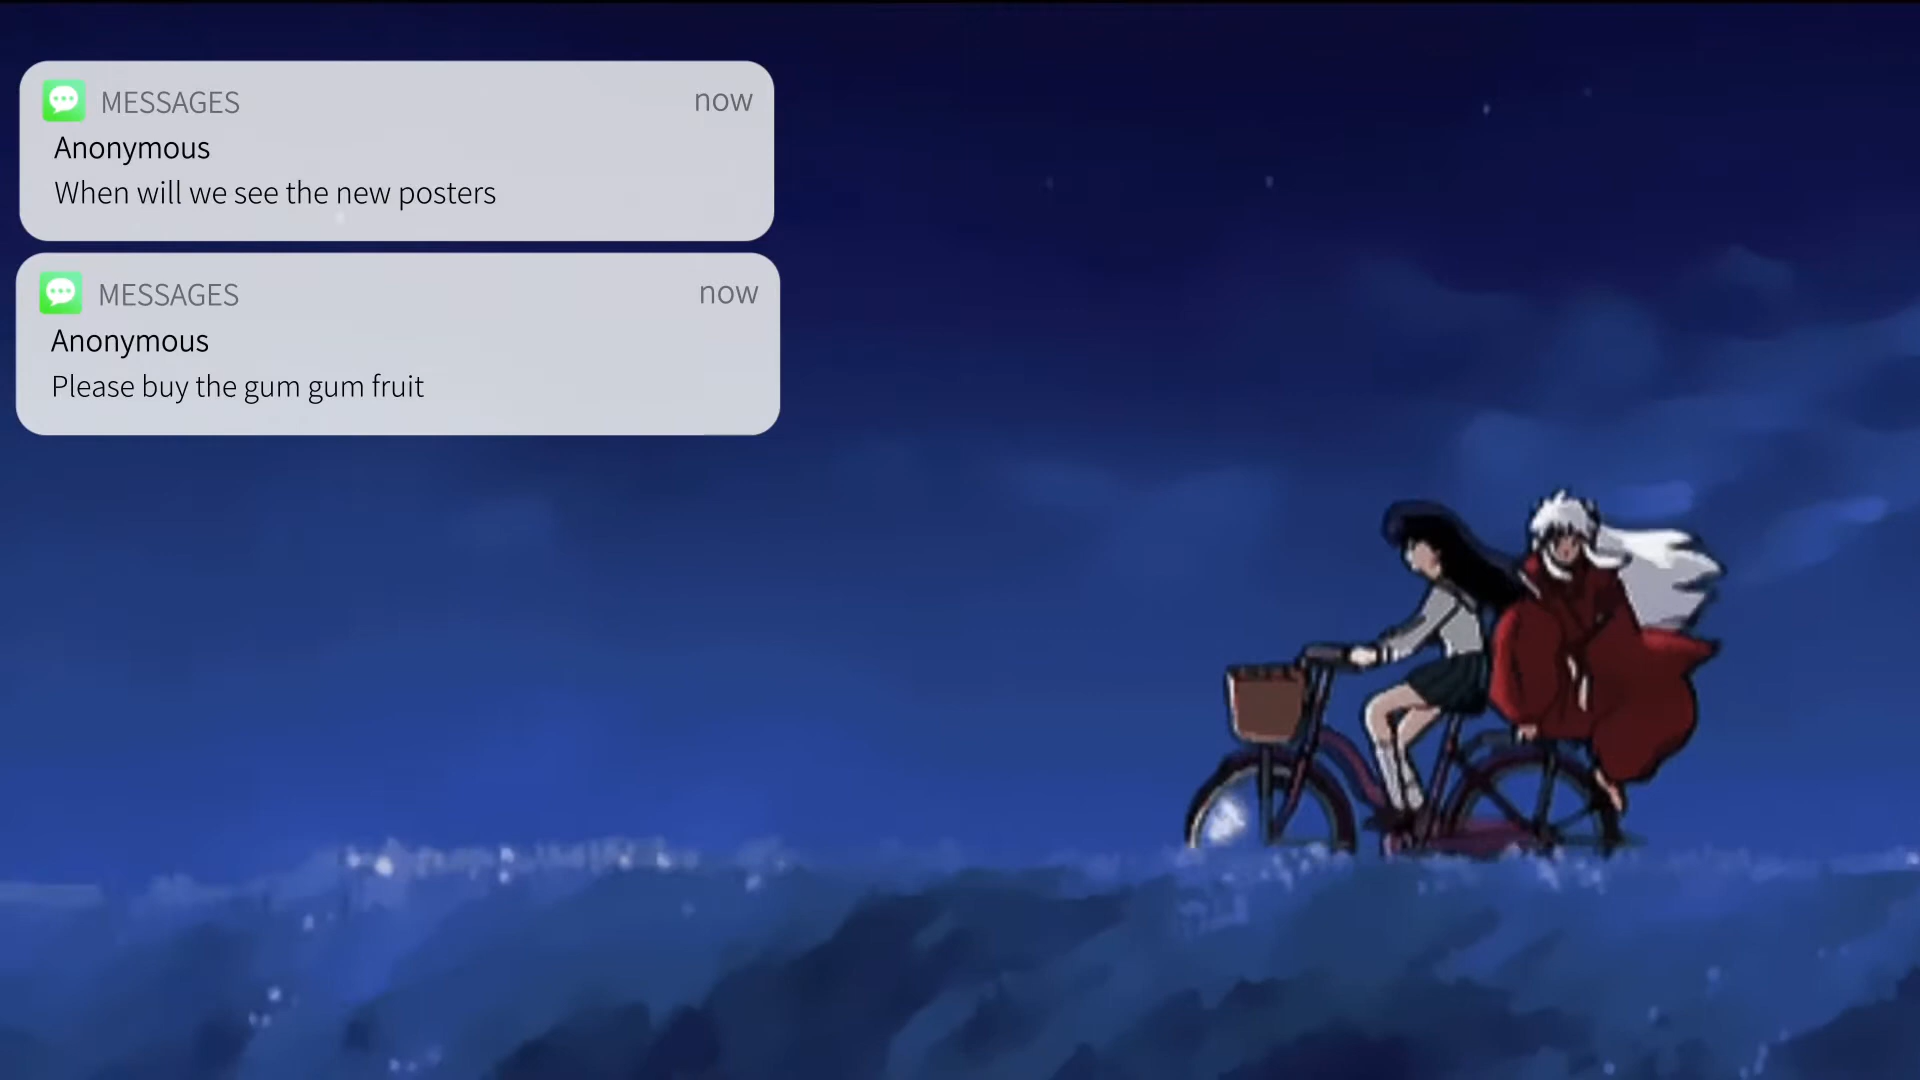 MESSAGES now
Anonymous
When will we see the new posters
MESSAGES now
Anonymous
Please buy the gum gum fruit